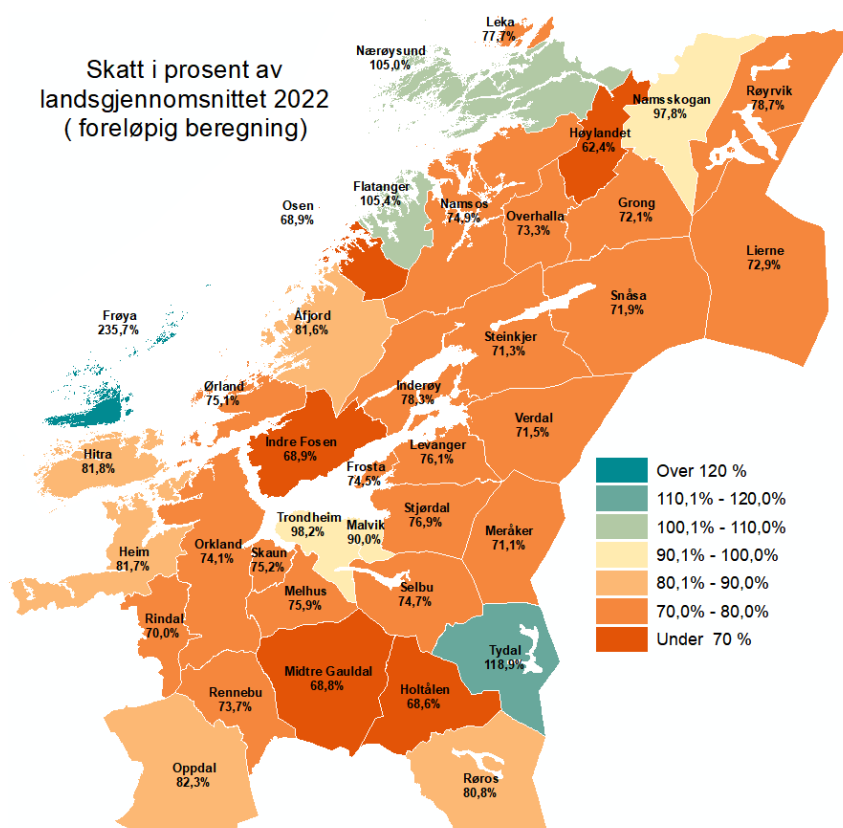 Skatt i prosent av
landsgjennomsnittet 2022
( foreløpig beregning)
Leka
77,7%
Nærøysund
105,0%
Namsskogan
97,8%
Røyrvik
78,7%
Høylandet
62,4%
Osen
68,9%
Flatanger
105,4%
Namsos
74,9%
Overhalla
73,3%
Grong
72,1%
Lierne
72,9%
Snåsa
71,9%
Frøya
235,7%
Åfjord
81,6%
Steinkjer
71,3%
Ørland
75,1%
Inderøy
78,3%
Verdal
71,5%
Hitra
81,8%
Indre Fosen
68,9%
Levanger
76,1%
Frosta
74,5%
Trondheim
98,2%
Malvik
90,0%
Stjørdal
76,9%
Meråker
71,1%
Heim
81,7%
Orkland
74,1%
Skaun
75,2%
Melhus
75,9%
Selbu
74,7%
Rindal
70,0%
Tydal
118,9%
Midtre Gauldal
68,8%
Holtålen
68,6%
Rennebu
73,7%
Oppdal
82,3%
Røros
80,8%
Over 120 %
110,1% - 120,0%
100,1% - 110,0%
90,1% - 100,0%
80,1% - 90,0%
70,0% - 80,0%
Under 70 %